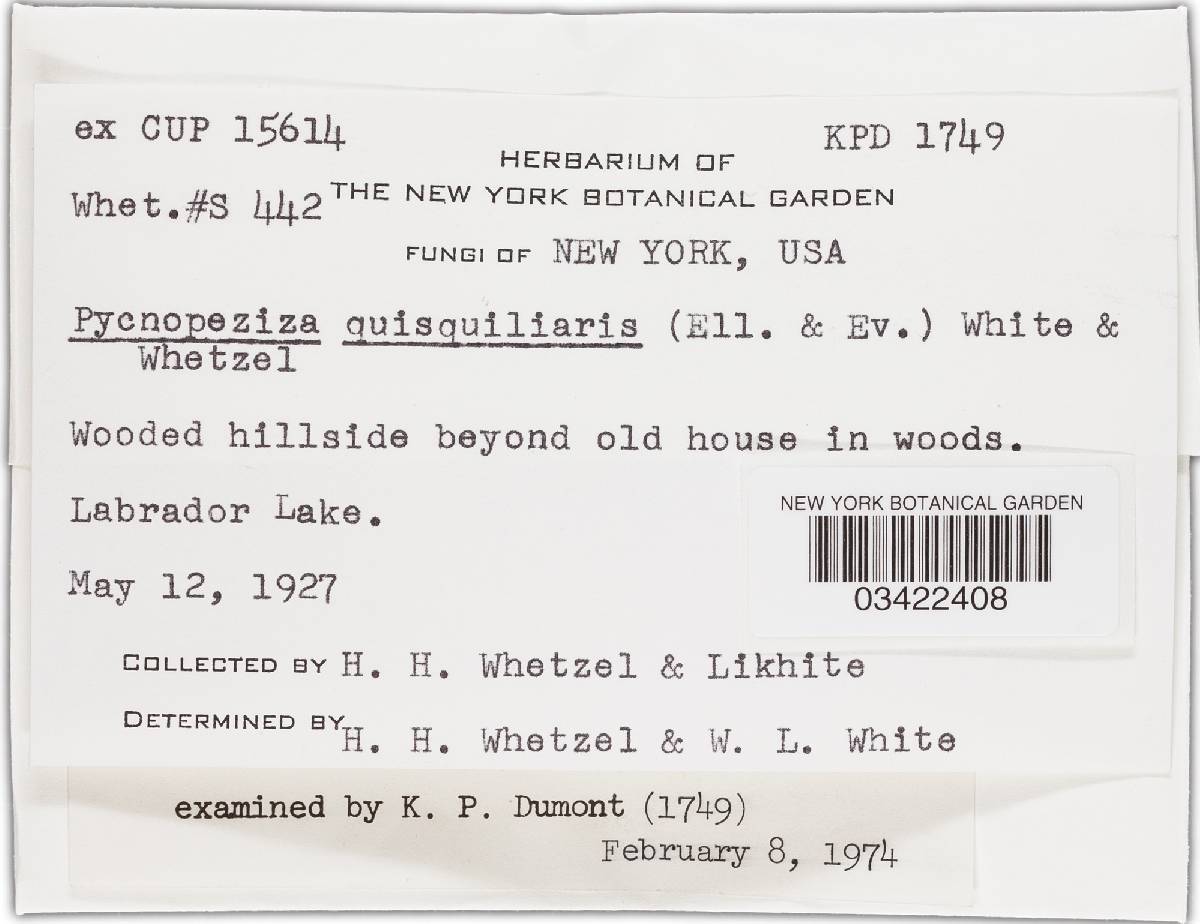 ex CUP 15614
KPD 1749
HERBARIUM OF
Whet.#S 442
THE NEW YORK BOTANICAL GARDEN
FUNGI OF NEW YORK, USA
Pycnopeziza quisquiliaris (Ell. & Ev.) White &
Whetzel
Wooded hillside beyond old house in woods.
Labrador Lake.
May 12, 1927
NEW YORK BOTANICAL GARDEN
03422408
COLLECTED BY H. H. Whetzel & Likhite
DETERMINED BY H. H. Whetzel & W. L. White
examined by K. P. Dumont (1749)
February 8, 1974